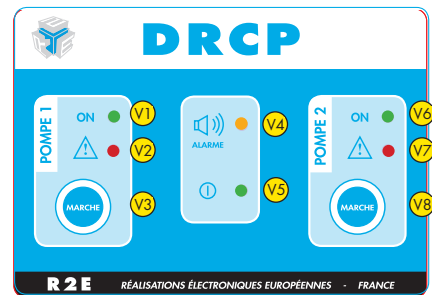 DRCP
POMPE 1
ON
V1
V2
MARCHE
V3
ALARME
V4
V5
POMPE 2
ON
V6
V7
MARCHE
V8
R2E RÉALISATIONS ÉLECTRONIQUES EUROPÉENNES - FRANCE